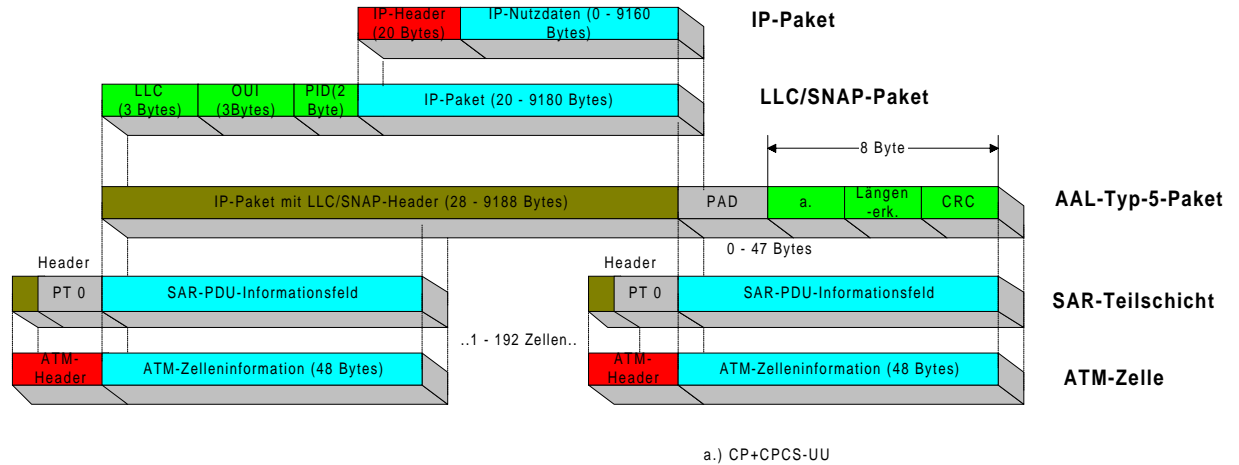 IP-Header
(20 Bytes)
IP-Nutzdaten (0 - 9160
Bytes)
IP-Paket
LLC
(3 Bytes)
OUI
(3Bytes)
PID(2
Byte)
IP-Paket (20 - 9180 Bytes)
LLC/SNAP-Paket
8 Byte
IP-Paket mit LLC/SNAP-Header (28 - 9188 Bytes)
PAD
a.
Längen
-erk.
CRC
AAL-Typ-5-Paket
0 - 47 Bytes
Header
PT 0
SAR-PDU-Informationsfeld
Header
PT 0
SAR-PDU-Informationsfeld
SAR-Teilschicht
..1 - 192 Zellen..
ATM-
Header
ATM-Zelleninformation (48 Bytes)
ATM-
Header
ATM-Zelleninformation (48 Bytes)
ATM-Zelle
a.) CP+CPCS-UU